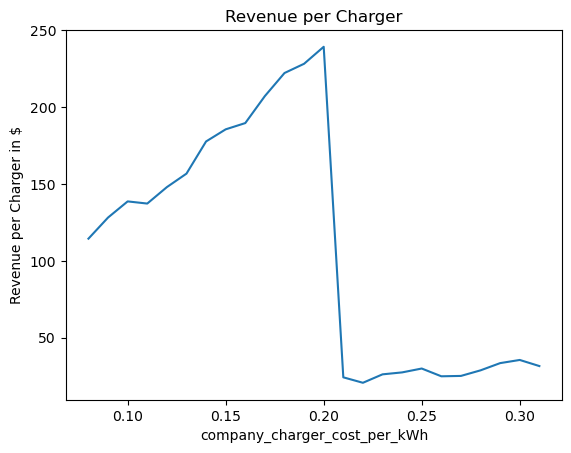 Revenue per Charger
Revenue per Charger in $
250
200
150
100
50
0.10 0.15 0.20 0.25 0.30
company_charger_cost_per_kWh